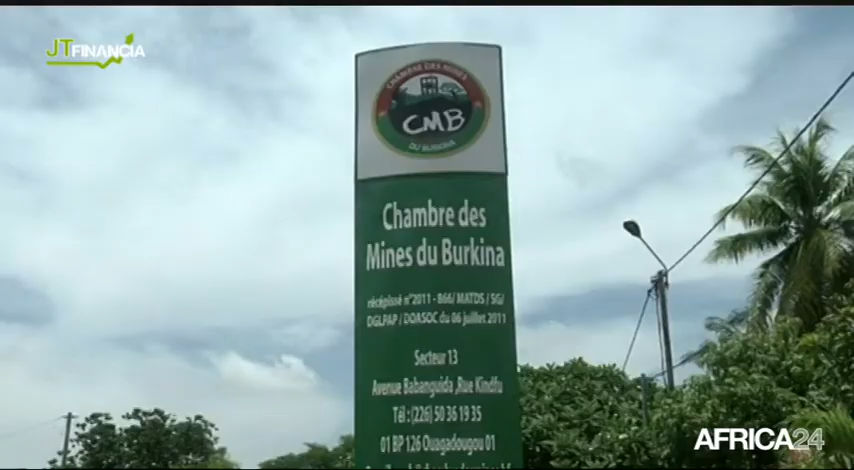 JTFINANCIA
CHAMBRE DES MINES
CMB
DU BURKINA
Chambre des
Mines du Burkina
récépissé n°2011 - 866/ MATDS / SG/
DGLPAP / DOASOC du 06 juillet 2011
Secteur 13
Avenue Babanguida ,Rue Kindfu
Tél : (226) 50 36 19 35
01 BP 126 Ouagadougou 01
AFRICA24